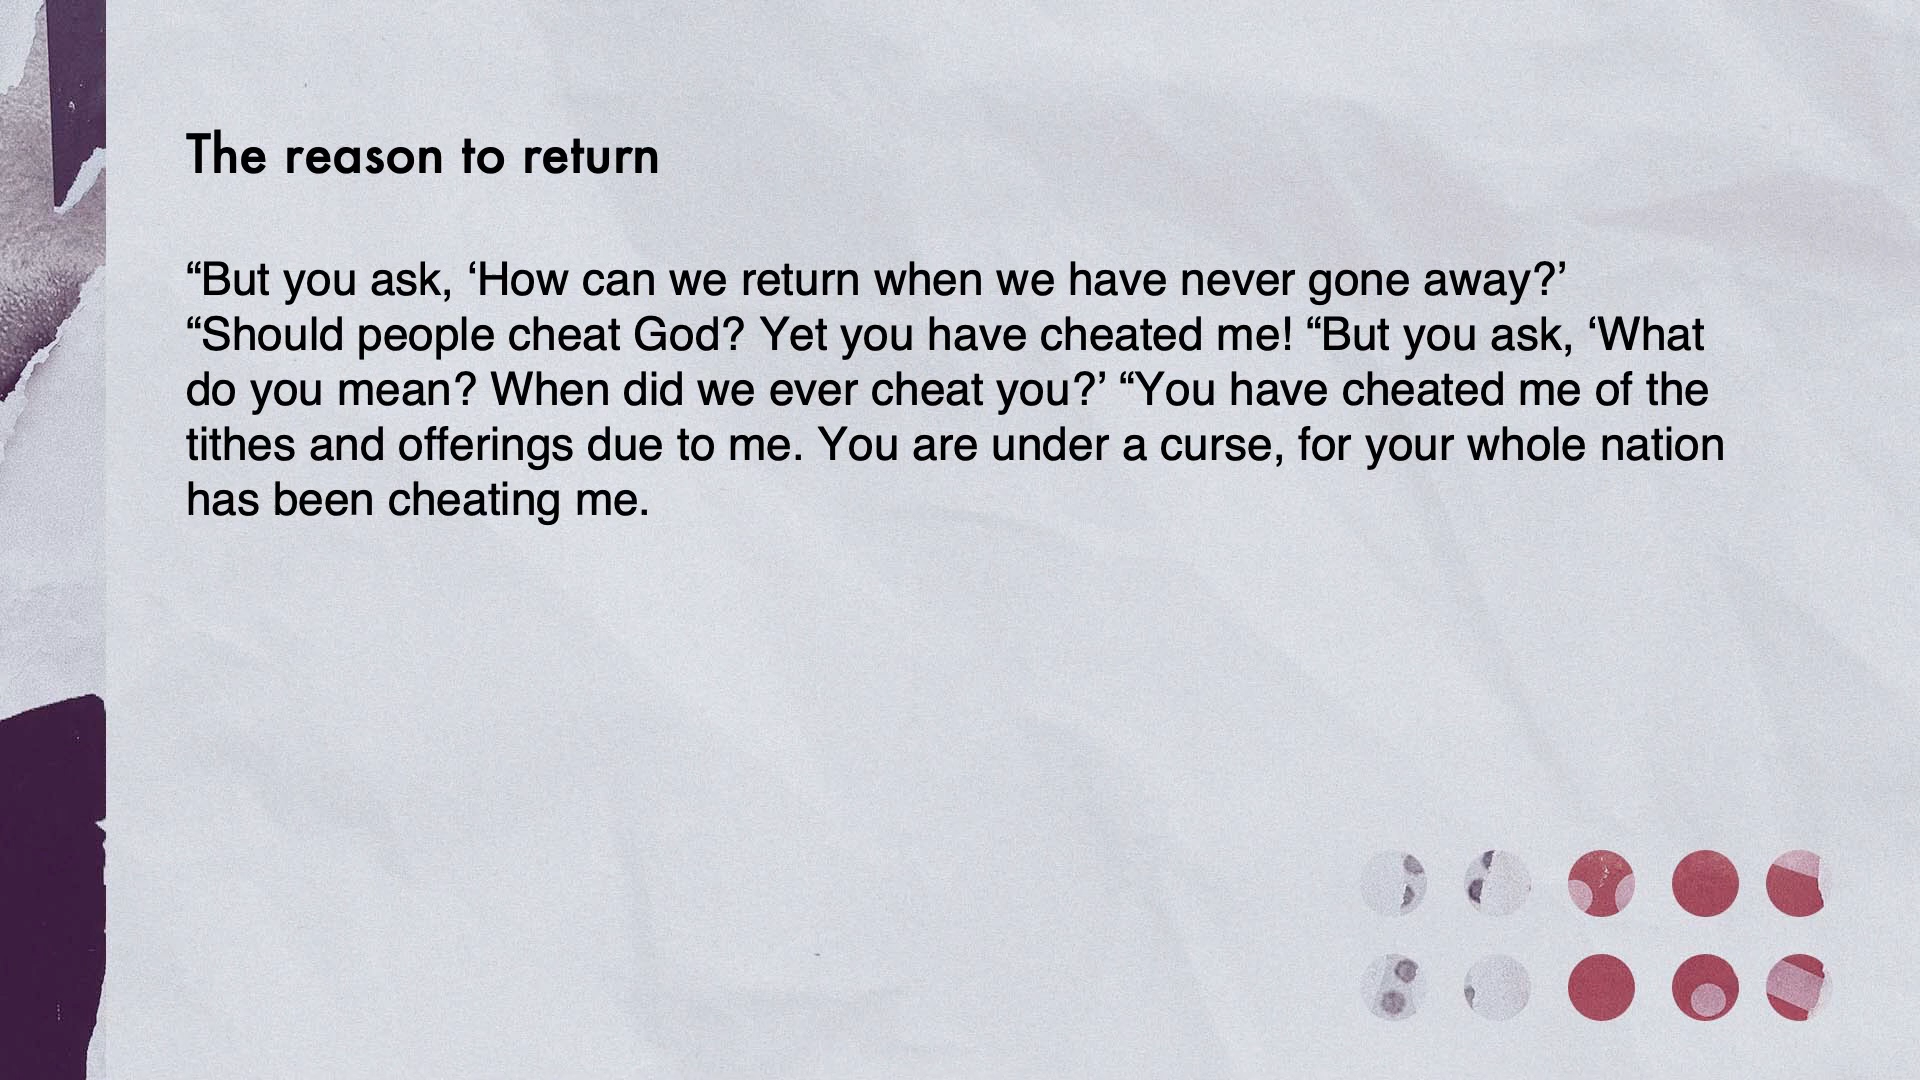 The reason to return
“But you ask, ‘How can we return when we have never gone away?’
“Should people cheat God? Yet you have cheated me! “But you ask, ‘What
do you mean? When did we ever cheat you?’ “You have cheated me of the
tithes and offerings due to me. You are under a curse, for your whole nation
has been cheating me.